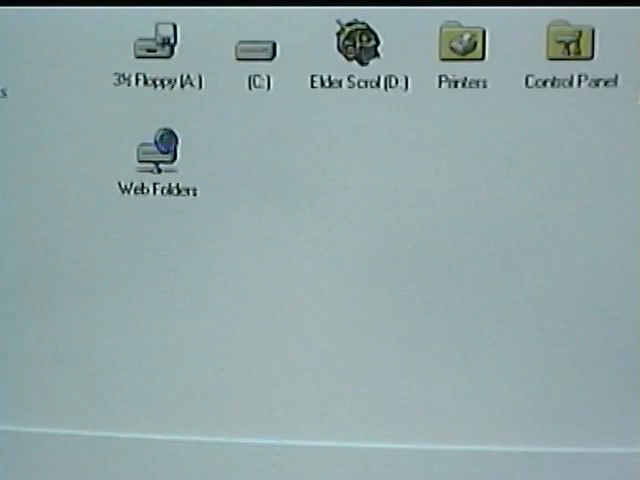 3½ Floppy (A:)
(C:)
Elder Scrol (D:)
Printers
Control Panel
Web Folders